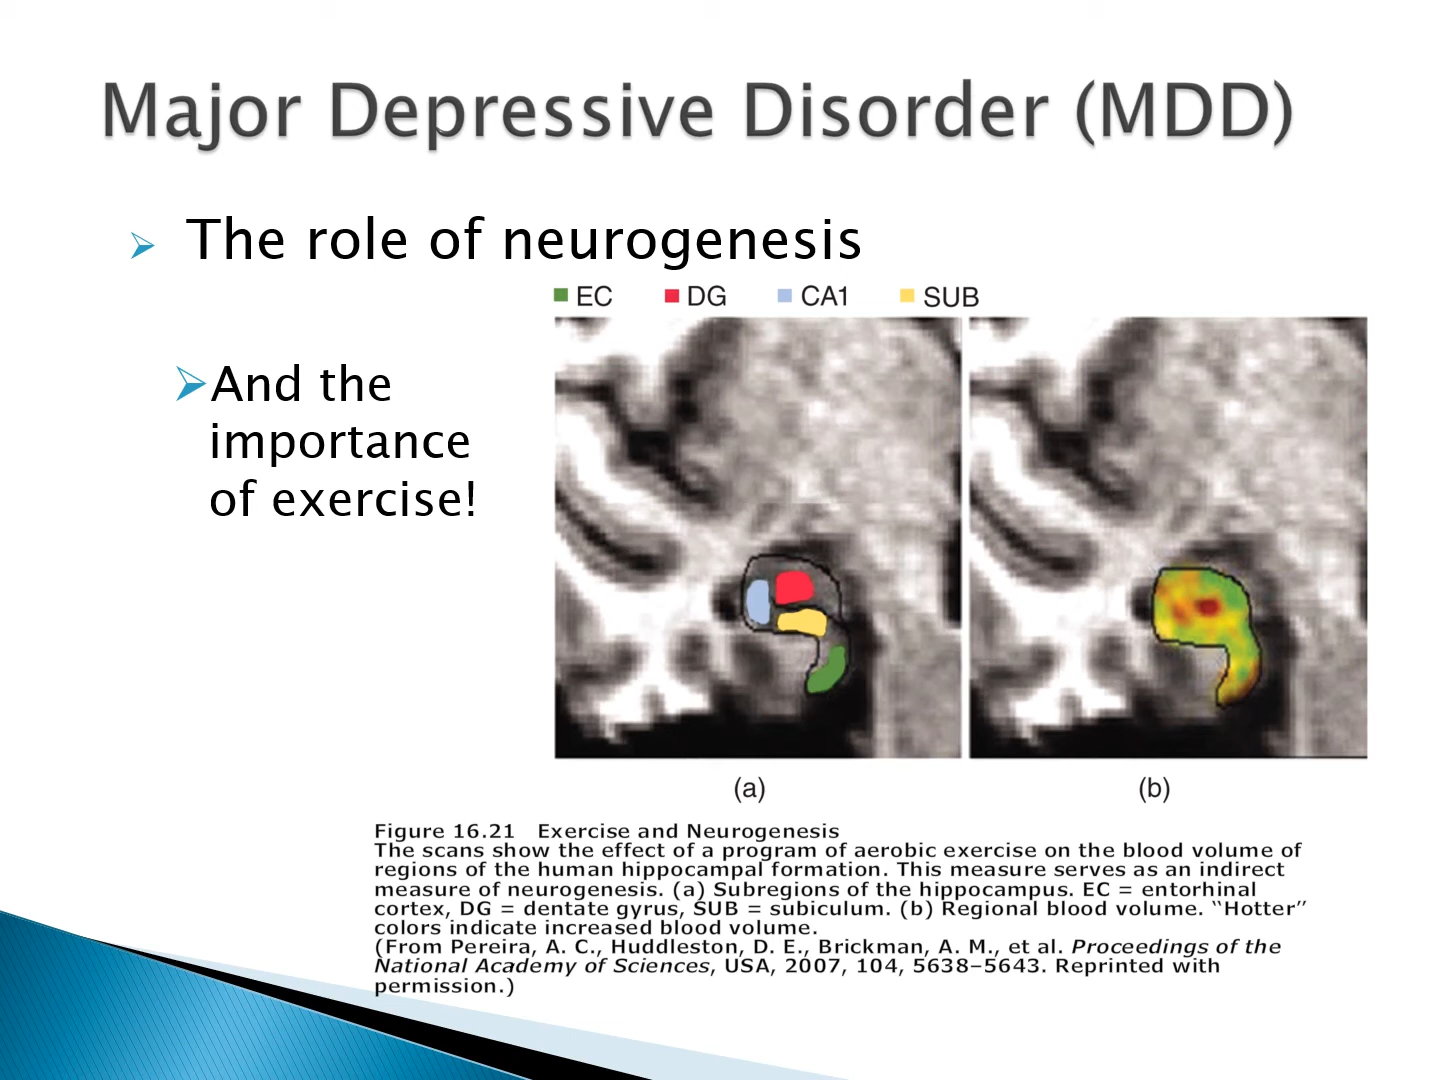 Major Depressive Disorder (MDD)
The role of neurogenesis
And the
importance
of exercise!
EC DG CA1 SUB
(a) (b)
Figure 16.21 Exercise and Neurogenesis
The scans show the effect of a program of aerobic exercise on the blood volume of
regions of the human hippocampal formation. This measure serves as an indirect
measure of neurogenesis. (a) Subregions of the hippocampus. EC = entorhinal
cortex, DG = dentate gyrus, SUB = subiculum. (b) Regional blood volume. “Hotter”
colors indicate increased blood volume.
(From Pereira, A. C., Huddleston, D. E., Brickman, A. M., et al. Proceedings of the
National Academy of Sciences, USA, 2007, 104, 5638–5643. Reprinted with
permission.)